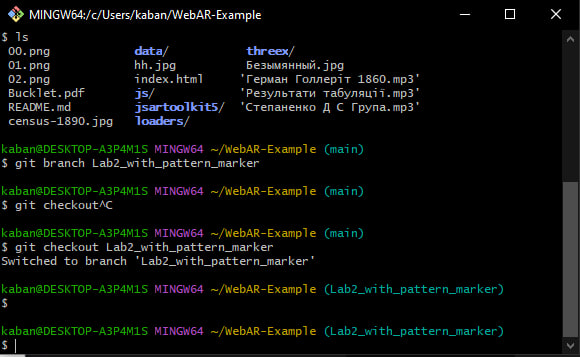 MINGW64:/c/Users/kaban/WebAR-Example
$ ls
00.png data/ threex/
01.png hh.jpg Безымянный.jpg
02.png index.html 'Герман Голлеріт 1860.mp3'
Bucklet.pdf js/ 'Результати табуляції.mp3'
README.md jsartoolkit5/ 'Степаненко Д С Група.mp3'
census-1890.jpg loaders/
kaban@DESKTOP-A3P4M1S MINGW64 ~/WebAR-Example (main)
$ git branch Lab2_with_pattern_marker
kaban@DESKTOP-A3P4M1S MINGW64 ~/WebAR-Example (main)
$ git checkout^C
kaban@DESKTOP-A3P4M1S MINGW64 ~/WebAR-Example (main)
$ git checkout Lab2_with_pattern_marker
Switched to branch 'Lab2_with_pattern_marker'
kaban@DESKTOP-A3P4M1S MINGW64 ~/WebAR-Example (Lab2_with_pattern_marker)
$
kaban@DESKTOP-A3P4M1S MINGW64 ~/WebAR-Example (Lab2_with_pattern_marker)
$